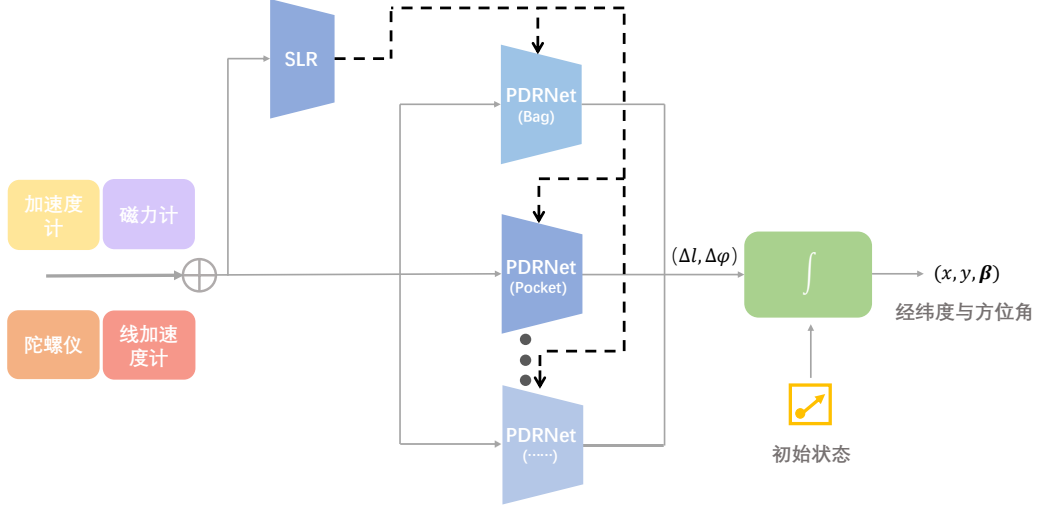 SLR
PDRNet
(Bag)
加速度
计
磁力计
PDRNet
(Pocket)
(Δl, Δφ)
∫
(x, y, β)
经纬度与方位角
陀螺仪
线加速
度计
PDRNet
(······)
初始状态